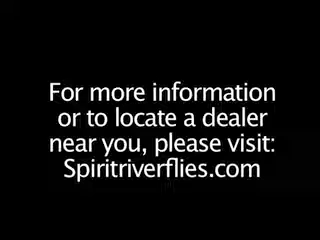 For more information
or to locate a dealer
near you, please visit:
Spiritriverflies.com